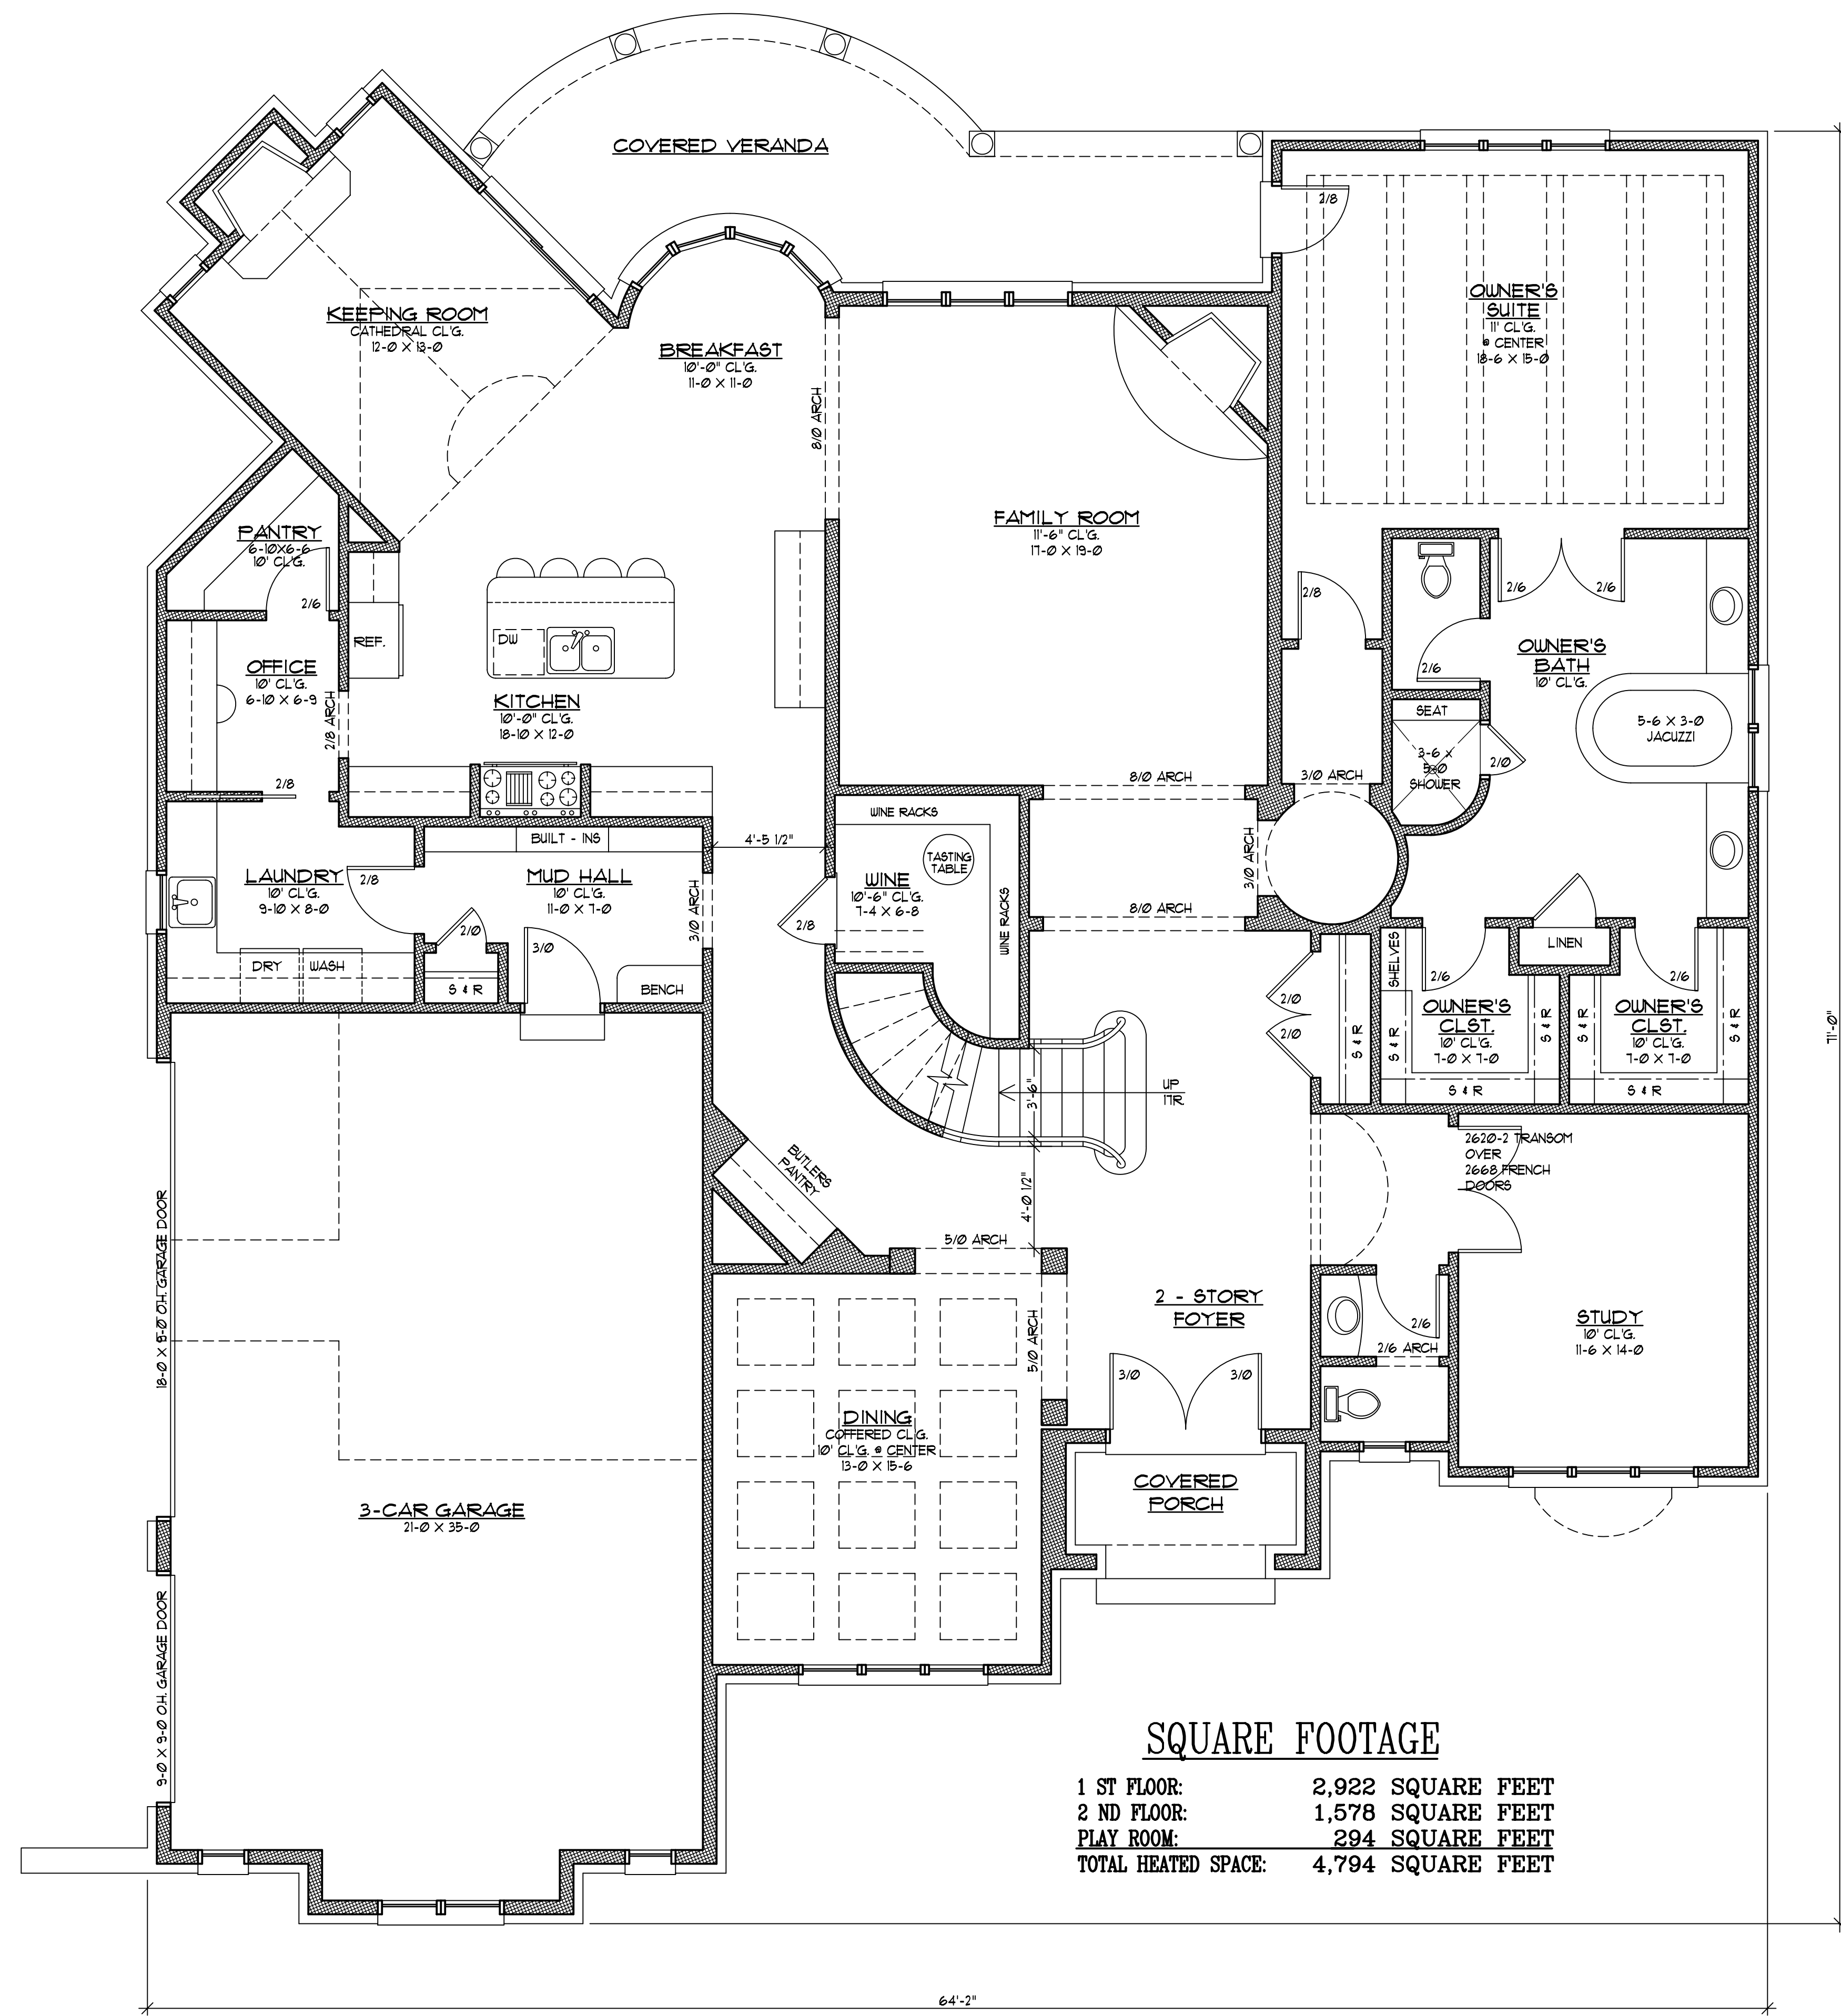 COVERED VERANDA
2/8
OWNER'S
SUITE
11' CL'G.
@ CENTER
18-6 X 15-0
KEEPING ROOM
CATHEDRAL CL'G.
12-0 X 13-0
BREAKFAST
10'-0" CL'G.
11-0 X 11-0
8/0 ARCH
FAMILY ROOM
11'-6" CL'G.
17-0 X 19-0
PANTRY
6-10X6-6
10' CL'G.
2/6
REF.
DW
OFFICE
10' CL'G.
6-10 X 6-9
2/8 ARCH
KITCHEN
10'-0" CL'G.
18-10 X 12-0
2/8
2/8
2/6
2/6
2/6
OWNER'S
BATH
10' CL'G.
SEAT
3-6 X
5-0
SHOWER
2/0
5-6 X 3-0
JACUZZI
8/0 ARCH
3/0 ARCH
BUILT - INS
4'-5 1/2"
WINE RACKS
TASTING
TABLE
WINE
10'-6" CL'G.
7-4 X 6-8
WINE RACKS
2/8
3/0 ARCH
8/0 ARCH
LAUNDRY
10' CL'G.
9-10 X 8-0
2/8
MUD HALL
10' CL'G.
11-0 X 7-0
3/0 ARCH
2/0
3/0
DRY
WASH
S & R
BENCH
SHELVES
2/6
LINEN
2/6
2/0
2/0
S & R
S & R
OWNER'S
CLST.
10' CL'G.
7-0 X 7-0
S & R
S & R
S & R
OWNER'S
CLST.
10' CL'G.
7-0 X 7-0
S & R
S & R
71'-0"
3'-6"
UP
17R.
2620-2 TRANSOM
OVER
2668 FRENCH
DOORS
BUTLERS
PANTRY
4'-0 1/2"
5/0 ARCH
18-0 X 9-0 O.H. GARAGE DOOR
2 - STORY
FOYER
5/0 ARCH
3/0
3/0
2/6
2/6 ARCH
STUDY
10' CL'G.
11-6 X 14-0
DINING
COFFERED CL'G.
10' CL'G. @ CENTER
13-0 X 15-6
COVERED
PORCH
3-CAR GARAGE
21-0 X 35-0
9-0 X 9-0 O.H. GARAGE DOOR
SQUARE FOOTAGE
1 ST FLOOR: 2,922 SQUARE FEET
2 ND FLOOR: 1,578 SQUARE FEET
PLAY ROOM: 294 SQUARE FEET
TOTAL HEATED SPACE: 4,794 SQUARE FEET
64'-2"